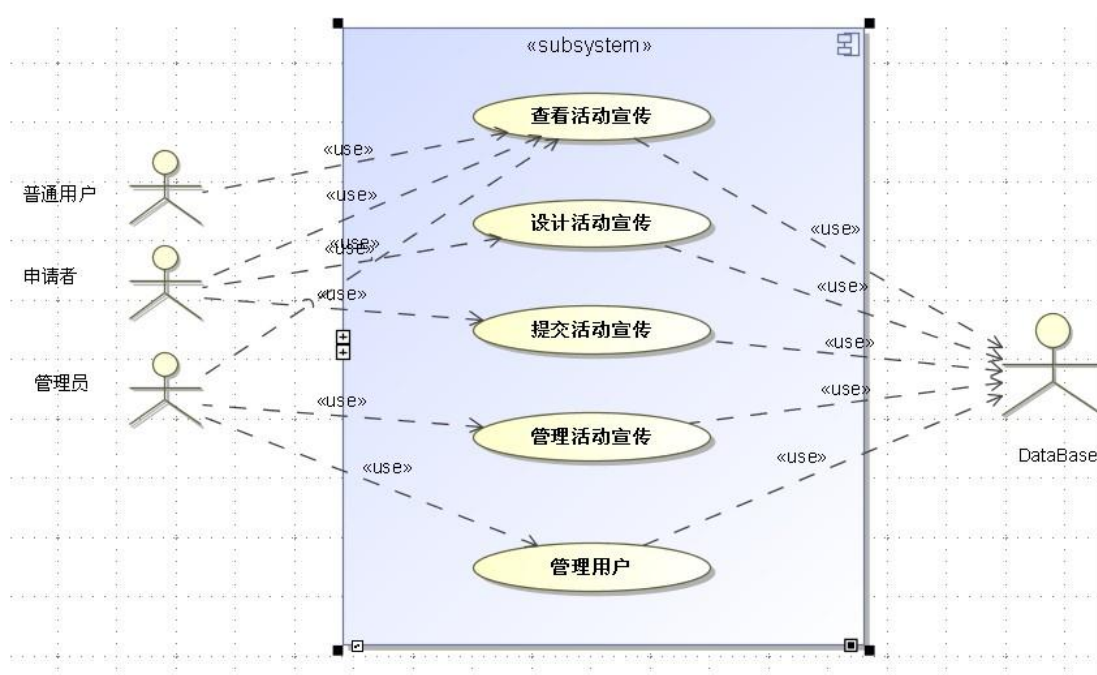 «subsystem»
查看活动宣传
«use»
普通用户
«use»
设计活动宣传
«use»
«use»
«use»
申请者
«use»
«use»
提交活动宣传
«use»
管理员
«use»
«use»
管理活动宣传
DataBase
«use»
«use»
管理用户